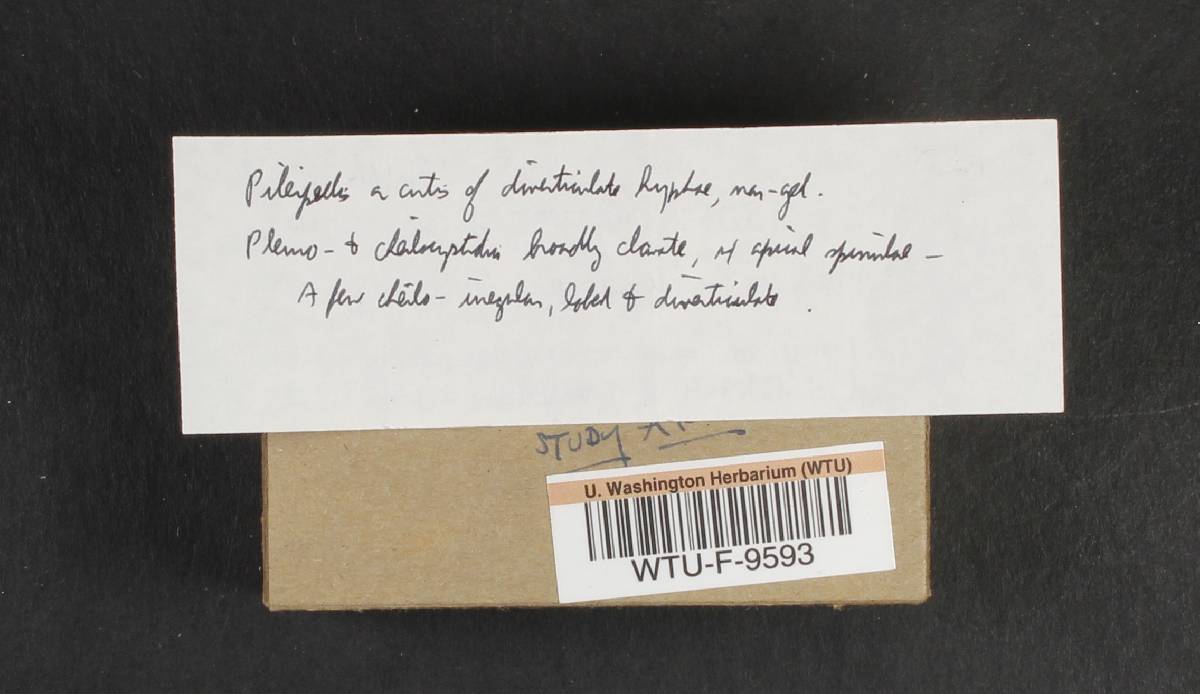 Pileipellis a cutis of diverticulate hyphae, non-gel.
Pleuro- & cheilocystidia broadly clavate, w/ apical spinulae -
A few cheilo- irregular, lobed & diverticulate.
STUDY
U. Washington Herbarium (WTU)
WTU-F-9593